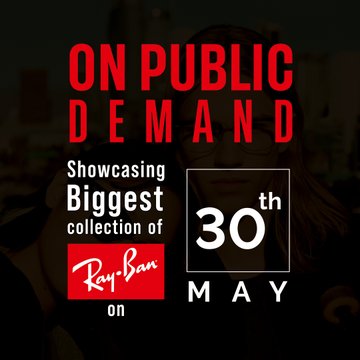 ON PUBLIC
DEMAND
Showcasing
Biggest
collection of
Ray-Ban
on
30th
MAY